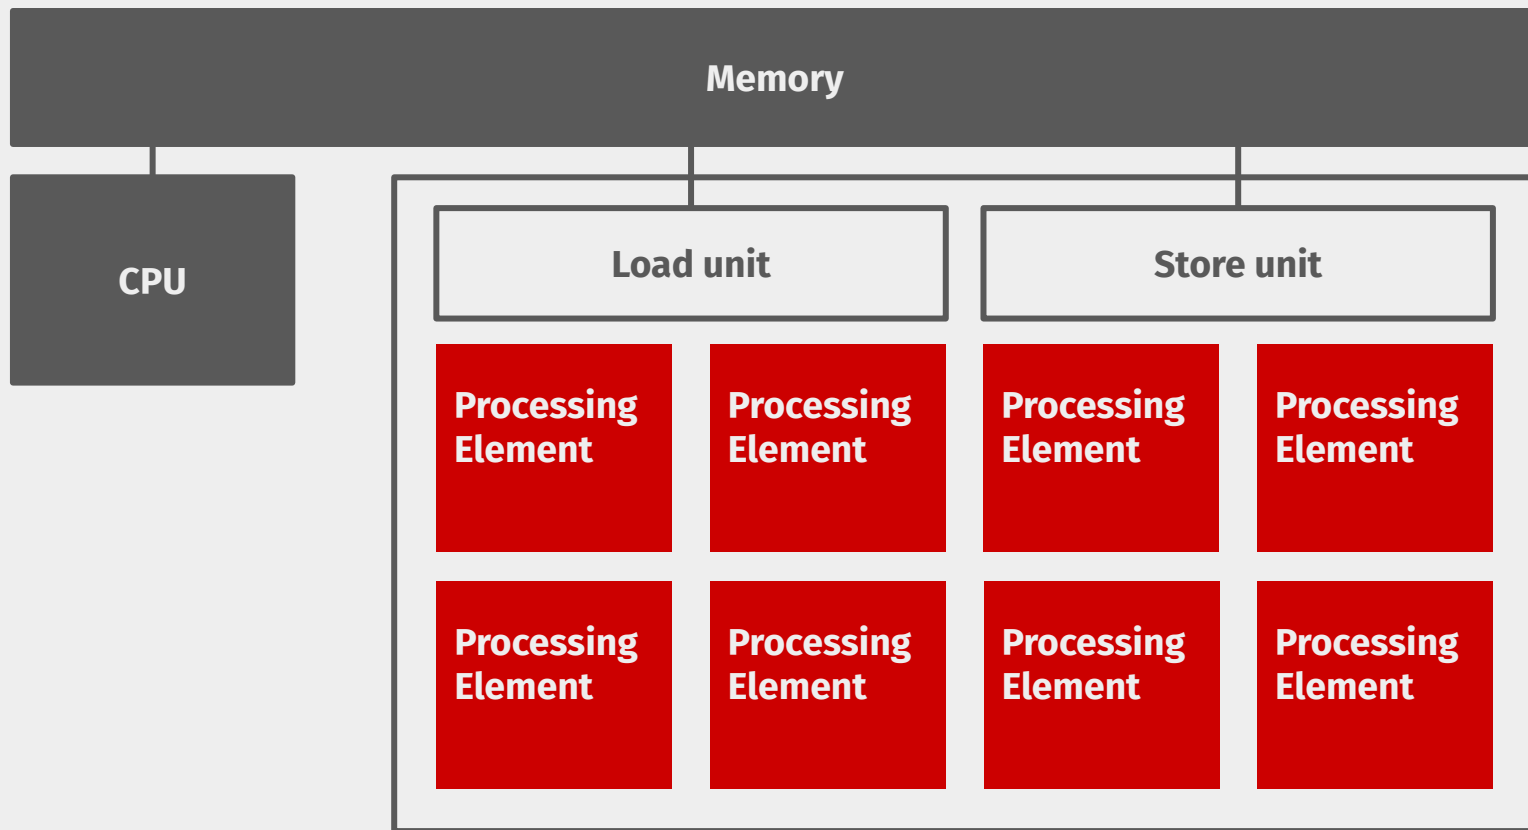 Memory
CPU
Load unit
Store unit
Processing
Element
Processing
Element
Processing
Element
Processing
Element
Processing
Element
Processing
Element
Processing
Element
Processing
Element